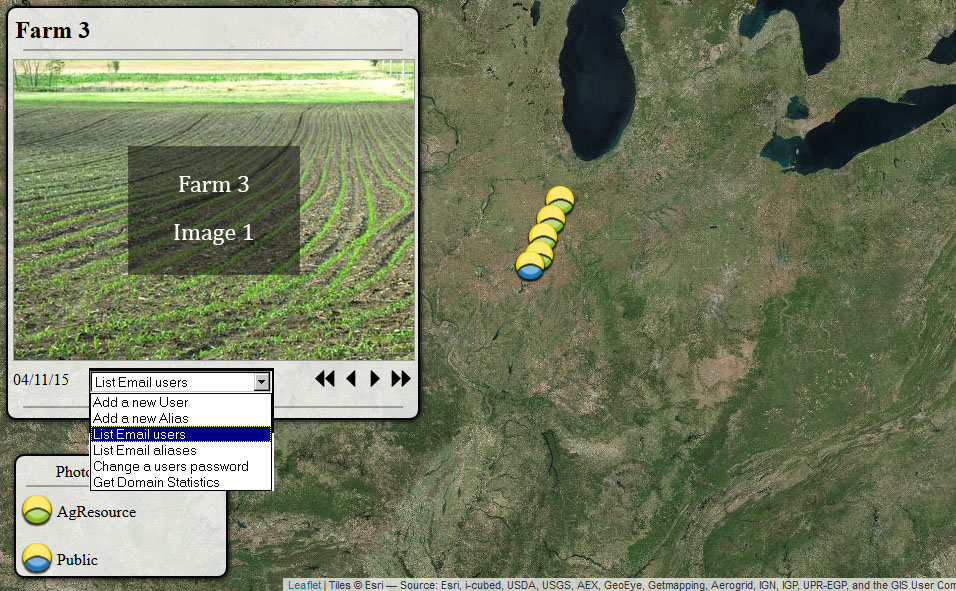 Farm 3
Farm 3
Image 1
04/11/15
List Email users
Add a new User
Add a new Alias
List Email users
List Email aliases
Change a users password
Get Domain Statistics
AgResource
Public
Leaflet | Tiles © Esri — Source: Esri, i-cubed, USDA, USGS, AEX, GeoEye, Getmapping, Aerogrid, IGN, IGP, UPR-EGP, and the GIS User